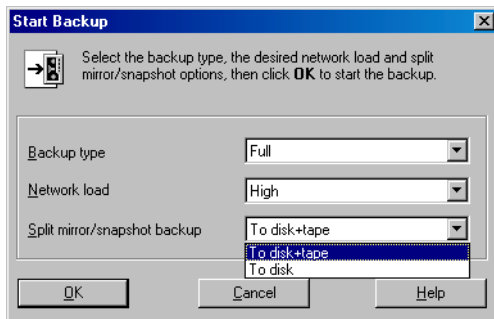 Start Backup
Select the backup type, the desired network load and split
mirror/snapshot options, then click OK to start the backup.
Backup type
Full
Network load
High
Split mirror/snapshot backup
To disk+tape
To disk+tape
To disk
OK
Cancel
Help